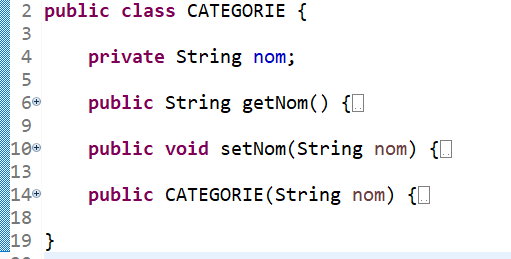 2 public class CATEGORIE {
3
4 private String nom;
5
6 public String getNom() {..
9
10 public void setNom(String nom) {..
13
14 public CATEGORIE(String nom) {..
18
19 }